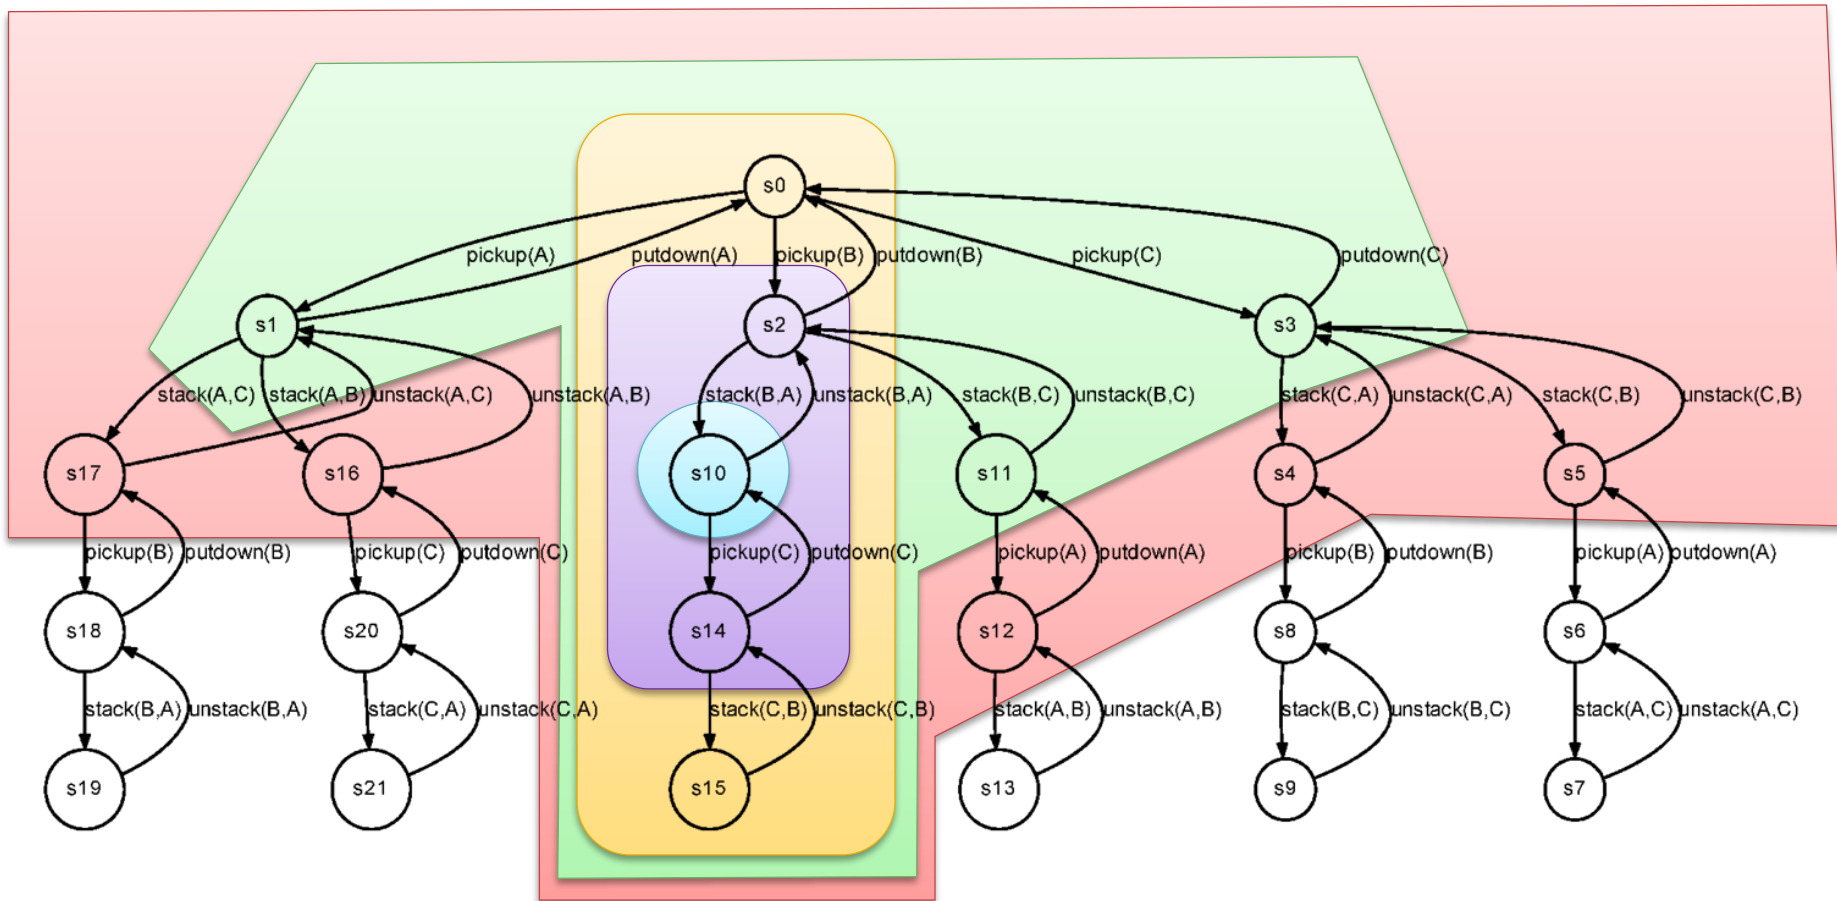 s0
pickup(A)
putdown(A)
pickup(B)
putdown(B)
pickup(C)
putdown(C)
s1
s2
s3
stack(A,C)
stack(A,B)
unstack(A,C)
unstack(A,B)
stack(B,A)
unstack(B,A)
stack(B,C)
unstack(B,C)
stack(C,A)
unstack(C,A)
stack(C,B)
unstack(C,B)
s17
s16
s10
s11
s4
s5
pickup(B)
putdown(B)
pickup(C)
putdown(C)
pickup(C)
putdown(C)
pickup(A)
putdown(A)
pickup(B)
putdown(B)
pickup(A)
putdown(A)
s18
s20
s14
s12
s8
s6
stack(B,A)
unstack(B,A)
stack(C,A)
unstack(C,A)
stack(C,B)
unstack(C,B)
stack(A,B)
unstack(A,B)
stack(B,C)
unstack(B,C)
stack(A,C)
unstack(A,C)
s19
s21
s15
s13
s9
s7